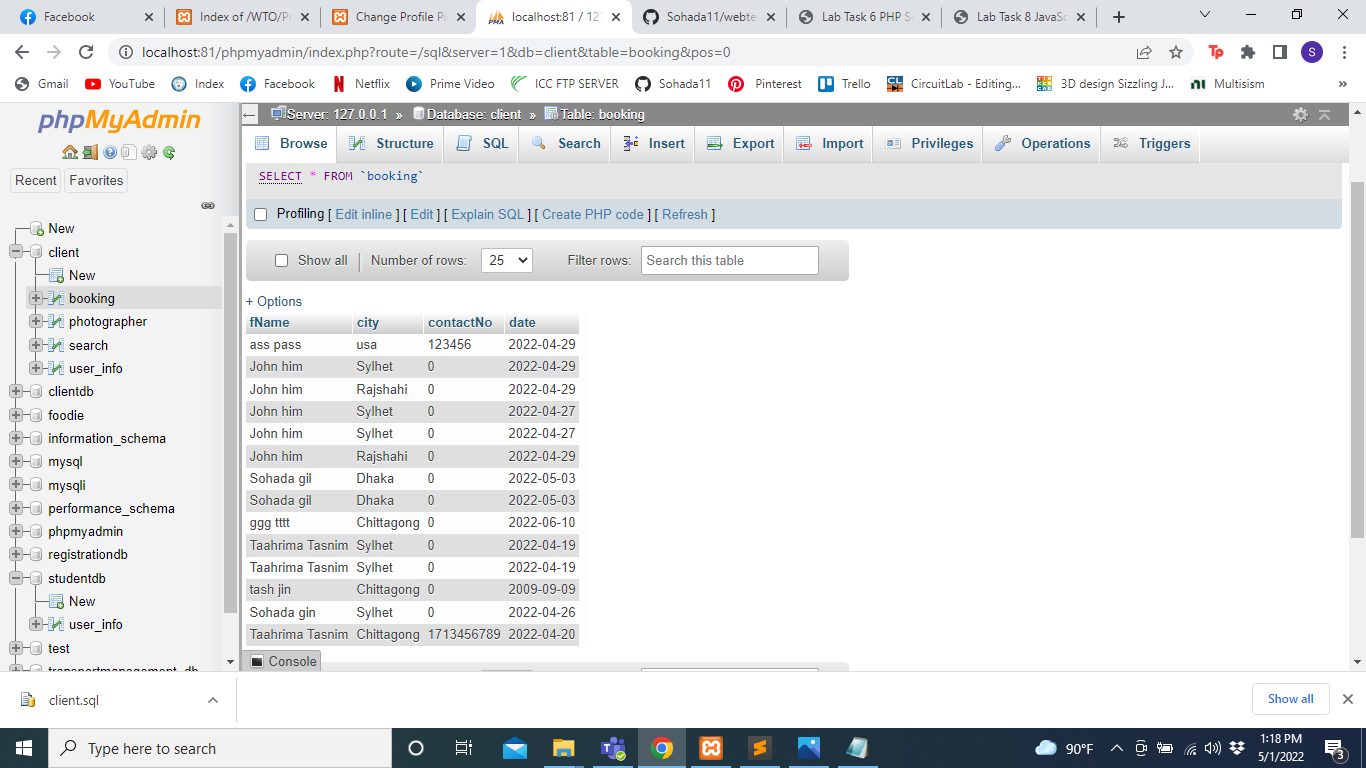 Facebook
Index of /WTO/Pr
Change Profile Pi
localhost:81 / 127
Sohada11/webte
Lab Task 6 PHP S
Lab Task 8 JavaSc
localhost:81/phpmyadmin/index.php?route=/sql&server=1&db=client&table=booking&pos=0
S
Gmail YouTube Index Facebook Netflix Prime Video ICC FTP SERVER Sohada11 Pinterest Trello CircuitLab - Editing... 3D design Sizzling J... Multisism »
phpMyAdmin
Recent Favorites
New
client
New
booking
photographer
search
user_info
clientdb
foodie
information_schema
mysql
mysqli
performance_schema
phpmyadmin
registrationdb
studentdb
New
user_info
test
transportmanagement_db
Server: 127.0.0.1 » Database: client » Table: booking
Browse Structure SQL Search Insert Export Import Privileges Operations Triggers
SELECT * FROM `booking`
Profiling [ Edit inline ] [ Edit ] [ Explain SQL ] [ Create PHP code ] [ Refresh ]
Show all Number of rows: 25 Filter rows: Search this table
+ Options
fName city contactNo date
ass pass usa 123456 2022-04-29
John him Sylhet 0 2022-04-29
John him Rajshahi 0 2022-04-29
John him Sylhet 0 2022-04-27
John him Sylhet 0 2022-04-27
John him Rajshahi 0 2022-04-29
Sohada gil Dhaka 0 2022-05-03
Sohada gil Dhaka 0 2022-05-03
ggg tttt Chittagong 0 2022-06-10
Taahrima Tasnim Sylhet 0 2022-04-19
Taahrima Tasnim Sylhet 0 2022-04-19
tash jin Chittagong 0 2009-09-09
Sohada gin Sylhet 0 2022-04-26
Taahrima Tasnim Chittagong 1713456789 2022-04-20
Console
client.sql
Show all
Type here to search
90°F
1:18 PM
5/1/2022
3